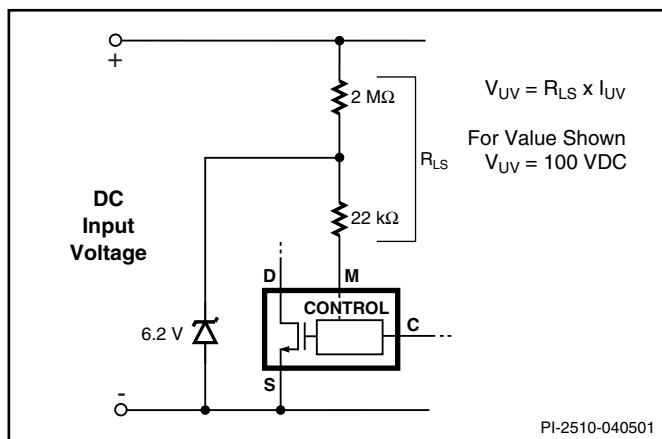 +
2 MΩ
V_UV = R_LS x I_UV
For Value Shown
V_UV = 100 VDC
R_LS
DC
Input
Voltage
22 kΩ
D
M
CONTROL
C
6.2 V
S
-
PI-2510-040501